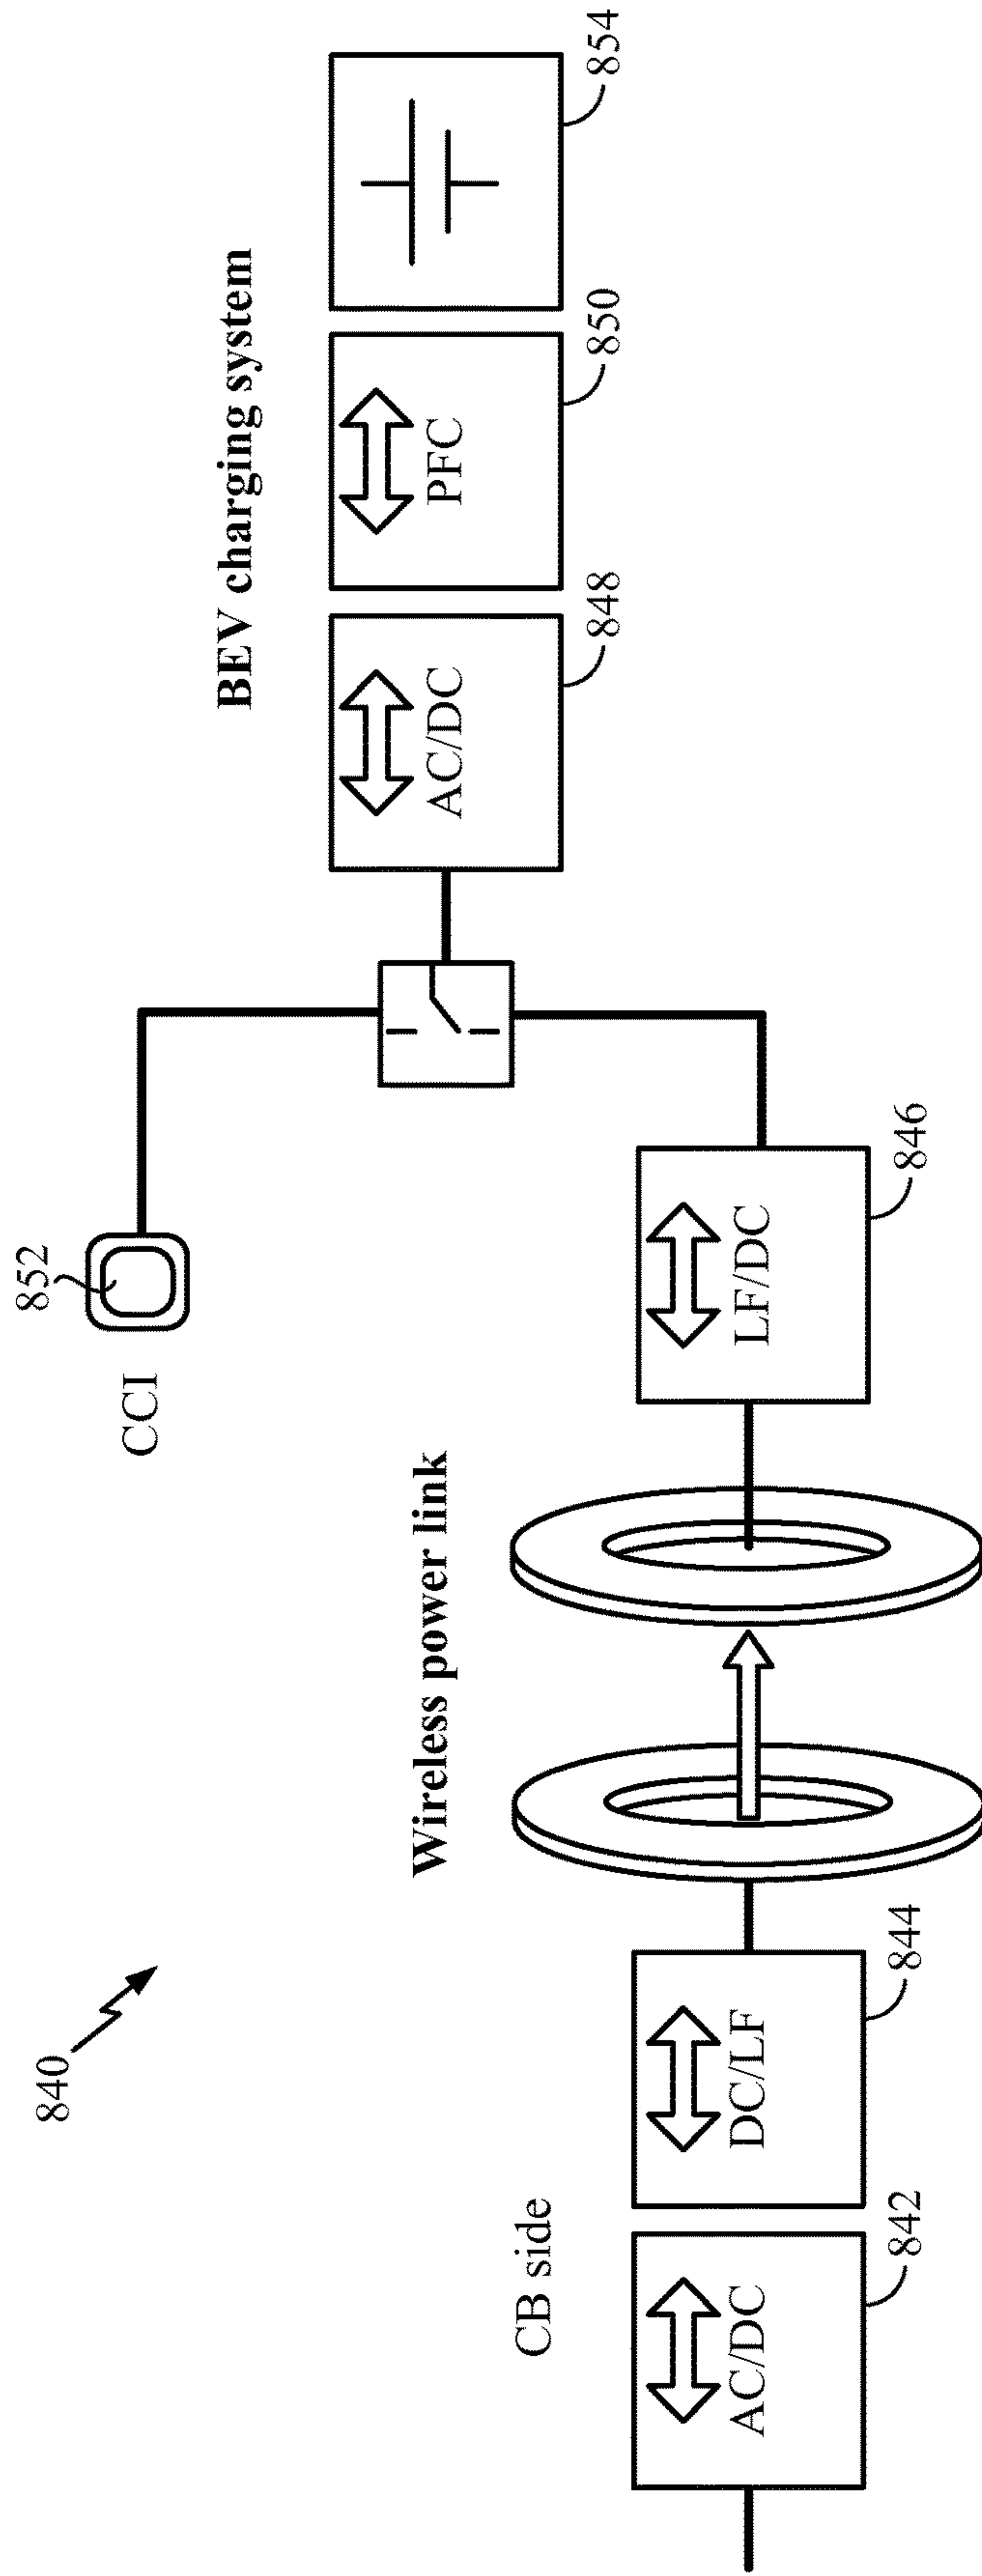 840
CCI
852
BEV charging system
AC/DC
848
PFC
850
854
Wireless power link
CB side
AC/DC
842
DC/LF
844
LF/DC
846